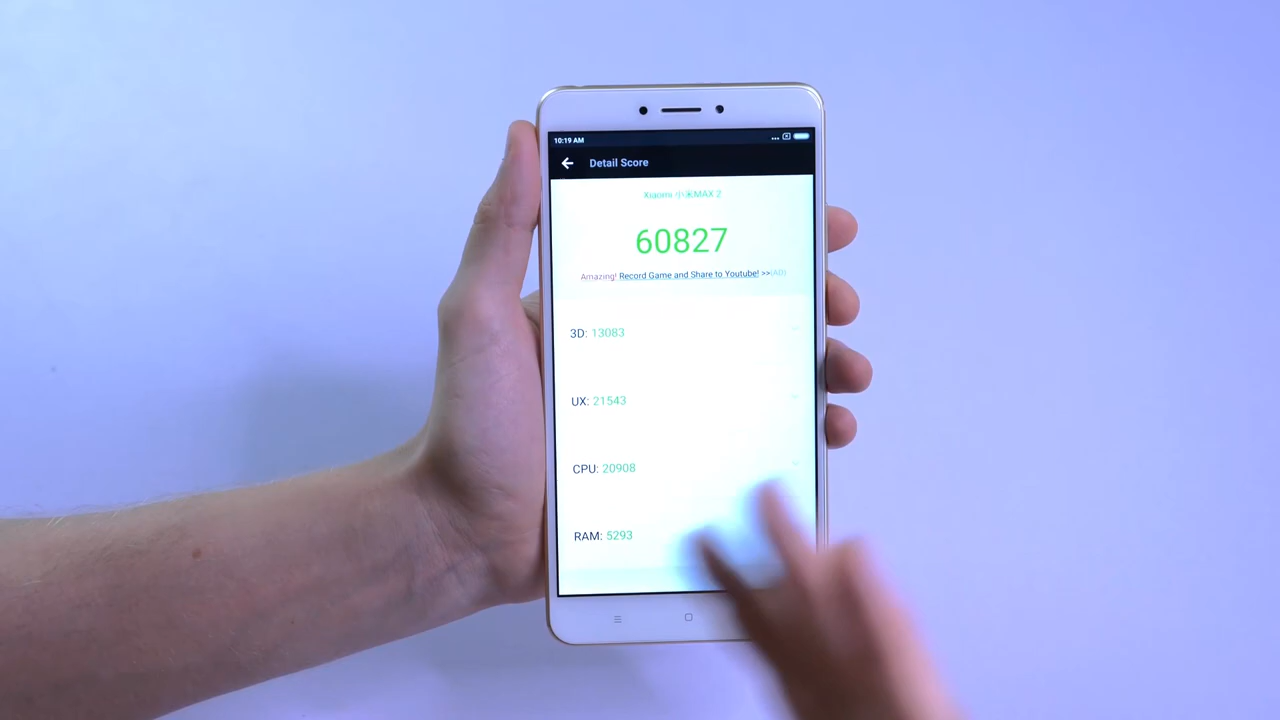 10:19 AM
Detail Score
Xiaomi 小米MAX 2
60827
Amazing! Record Game and Share to Youtube! >>(AD)
3D: 13083
UX: 21543
CPU: 20908
RAM: 5293